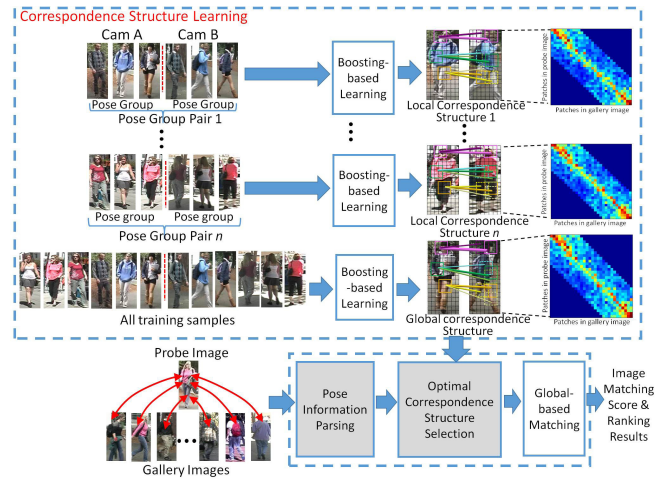 Correspondence Structure Learning
Cam A
Cam B
Pose Group
Pose Group
Pose Group Pair 1
Boosting-
based
Learning
Local Correspondence
Structure 1
Patches in probe image
Patches in gallery image
Pose group
Pose group
Pose Group Pair n
Boosting-
based
Learning
Local Correspondence
Structure n
Patches in probe image
Patches in gallery image
All training samples
Boosting
-based
Learning
Global correspondence
Structure
Patches in probe image
Patches in gallery image
Probe Image
Gallery Images
Pose
Information
Parsing
Optimal
Correspondence
Structure
Selection
Global-
based
Matching
Image
Matching
Score &
Ranking
Results